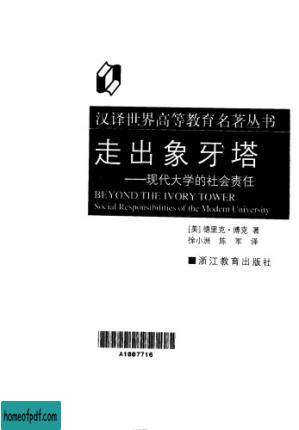 汉译世界高等教育名著丛书
走出象牙塔
——现代大学的社会责任
BEYOND THE IVORY TOWER
Social Responsibilities of the Modern University
[美] 德里克·博克 著
徐小洲 陈军 译
■浙江教育出版社
A1007716
homeofpdf.com